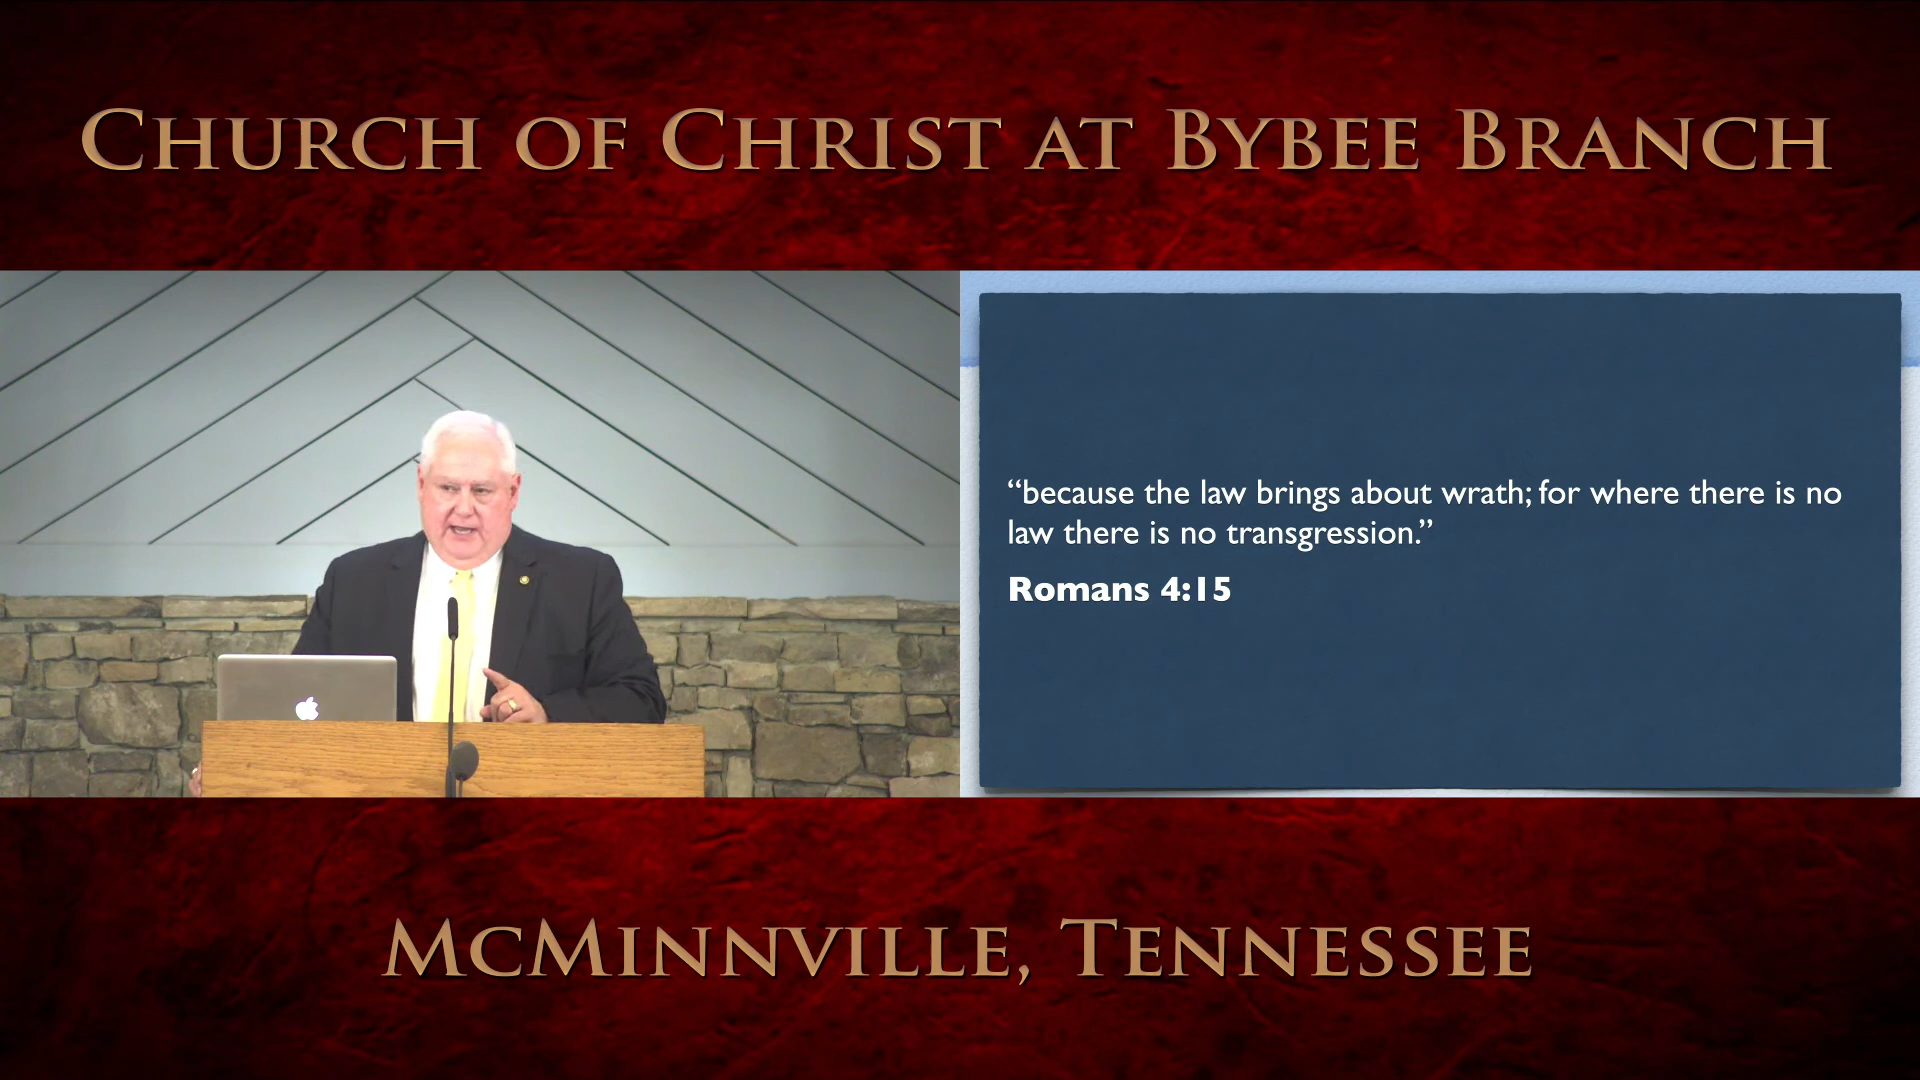 CHURCH OF CHRIST AT BYBEE BRANCH
“because the law brings about wrath; for where there is no
law there is no transgression.”
Romans 4:15
MCMINNVILLE, TENNESSEE